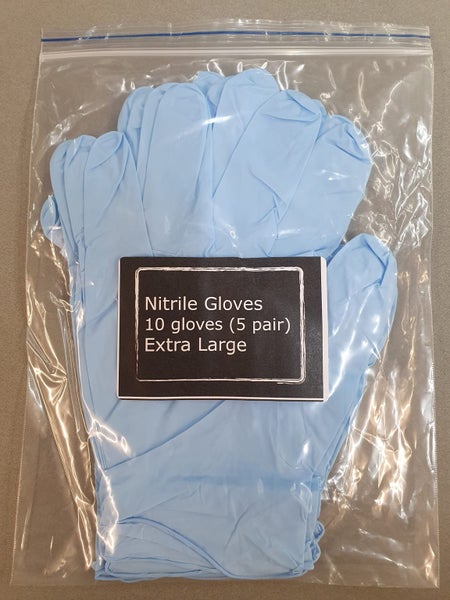 Nitrile Gloves
10 gloves (5 pair)
Extra Large